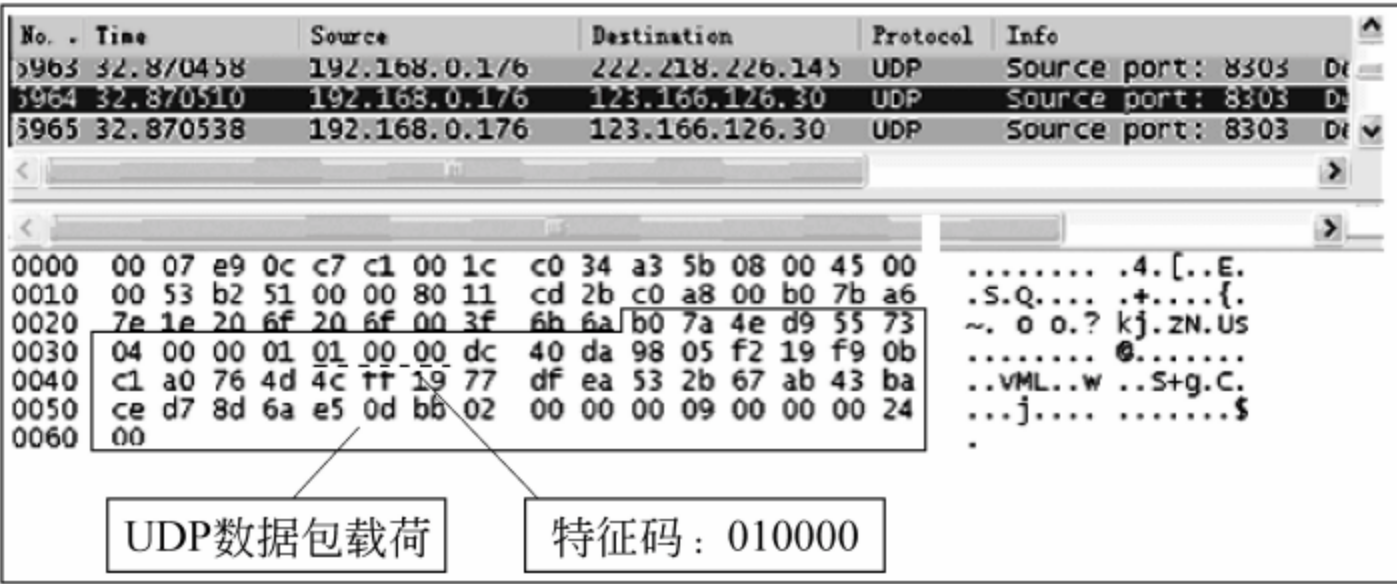 No. . Time Source Destination Protocol Info
5963 32.870458 192.168.0.176 222.218.226.145 UDP Source port: 8303 De
5964 32.870510 192.168.0.176 123.166.126.30 UDP Source port: 8303 De
5965 32.870538 192.168.0.176 123.166.126.30 UDP Source port: 8303 De
0000 00 07 e9 0c c7 c1 00 1c c0 34 a3 5b 08 00 45 00 ........ .4.[..E.
0010 00 53 b2 51 00 00 80 11 cd 2b c0 a8 00 b0 7b a6 .S.Q.... .+....{.
0020 7e 1e 20 6f 20 6f 00 3f 6b 6a b0 7a 4e d9 55 73 ~. o o.? kj.zN.Us
0030 04 00 00 01 01 00 00 dc 40 da 98 05 f2 19 f9 0b ........ @.......
0040 c1 a0 76 4d 4c ff 19 77 df ea 53 2b 67 ab 43 ba ..vML..w ..S+g.C.
0050 ce d7 8d 6a e5 0d bb 02 00 00 00 09 00 00 00 24 ...j.... .......$
0060 00 .
UDP数据包载荷
特征码：010000